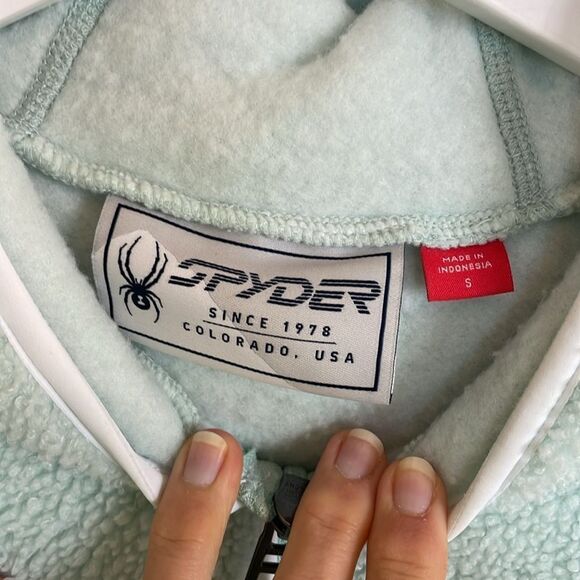 SPYDER
SINCE 1978
COLORADO, USA
MADE IN
INDONESIA
S